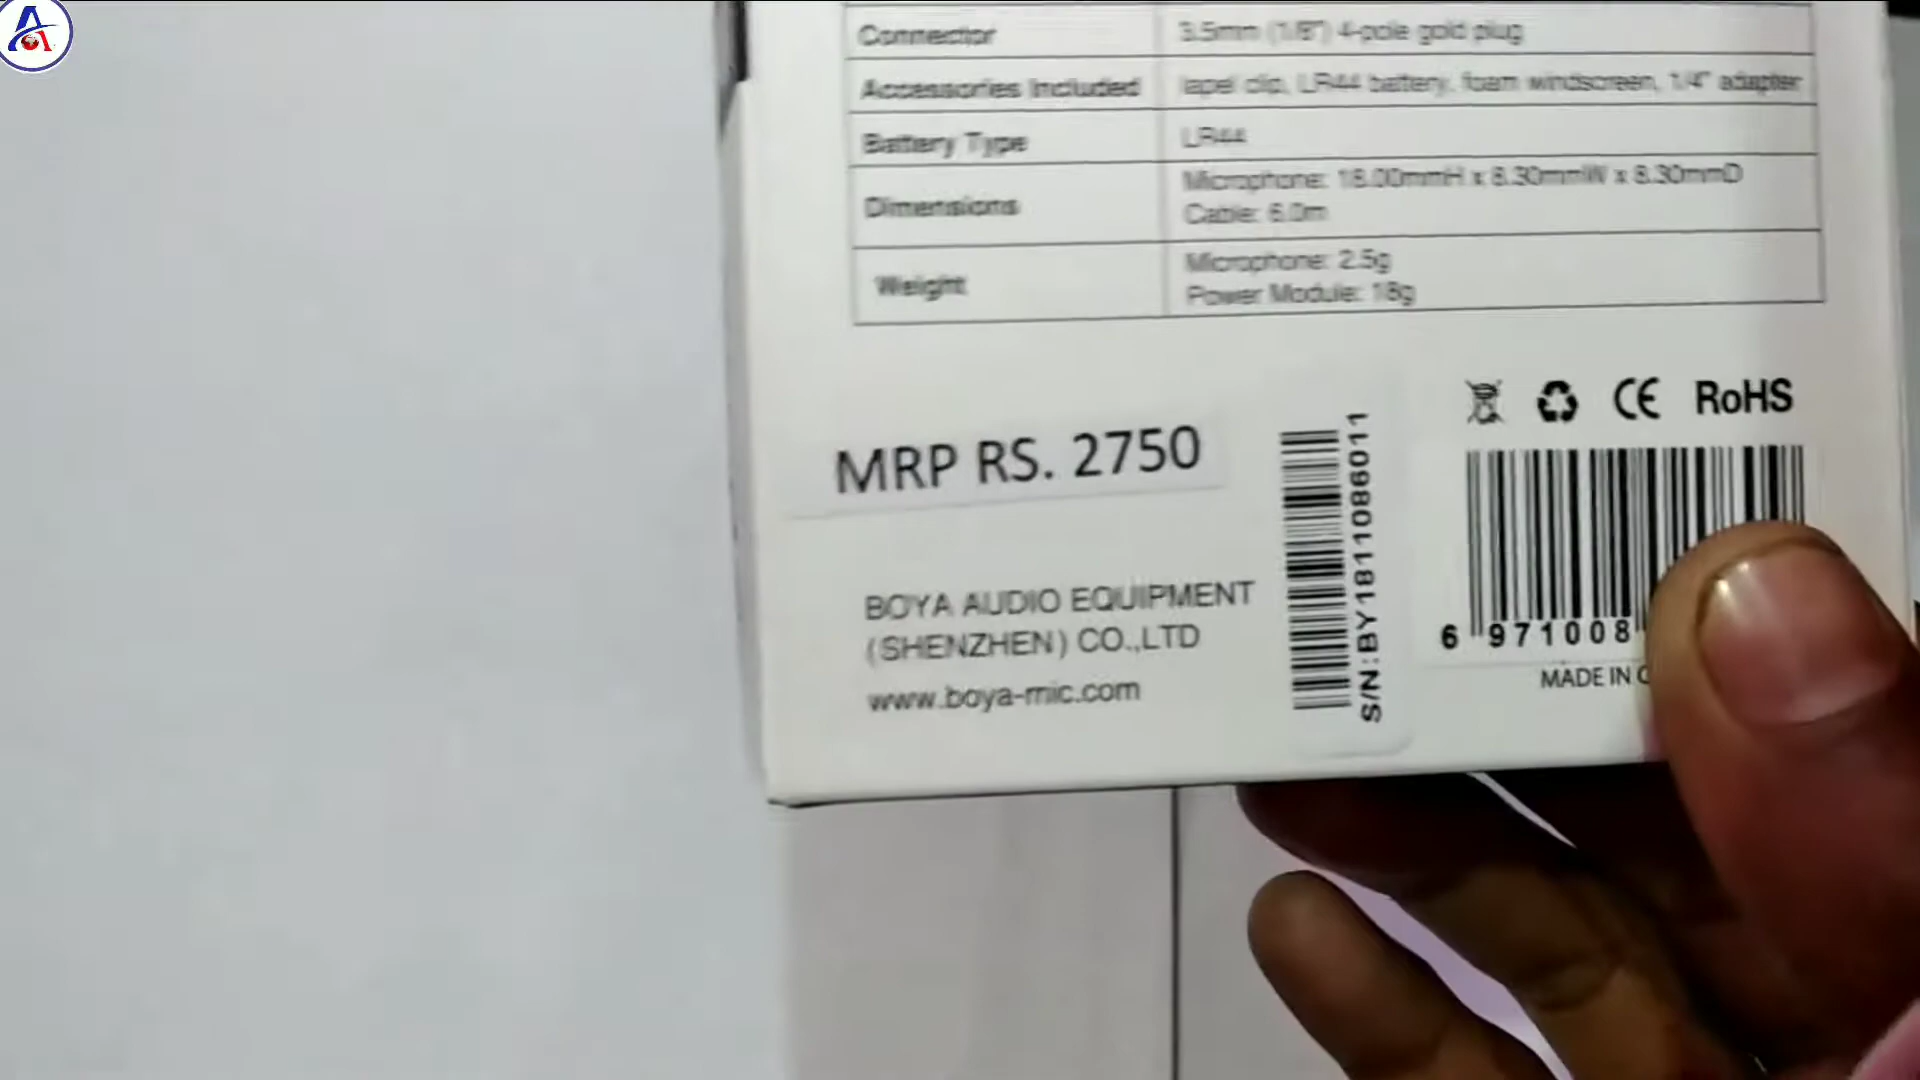 Connector 3.5mm (1/8") 4-pole gold plug
Accessories Included lapel clip, LR44 battery, foam windscreen, 1/4" adapter
Battery Type LR44
Dimensions Microphone: 18.00mmH x 8.30mmW x 8.30mmD
Cable: 6.0m
Weight Microphone: 2.5g
Power Module: 18g
CE RoHS
MRP RS. 2750
S/N:BY1811086011
6 971008
MADE IN
BOYA AUDIO EQUIPMENT
(SHENZHEN) CO.,LTD
www.boya-mic.com